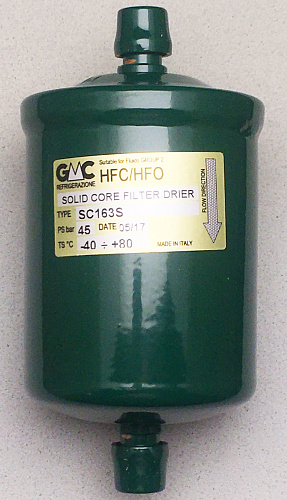 GMC
REFRIGERAZIONE
Suitable for Fluids GROUP 2
HFC/HFO
SOLID CORE FILTER DRIER
TYPE SC163S
PS bar 45 DATE 05/17
TS °C -40 ÷ +80
MADE IN ITALY
FLOW DIRECTION